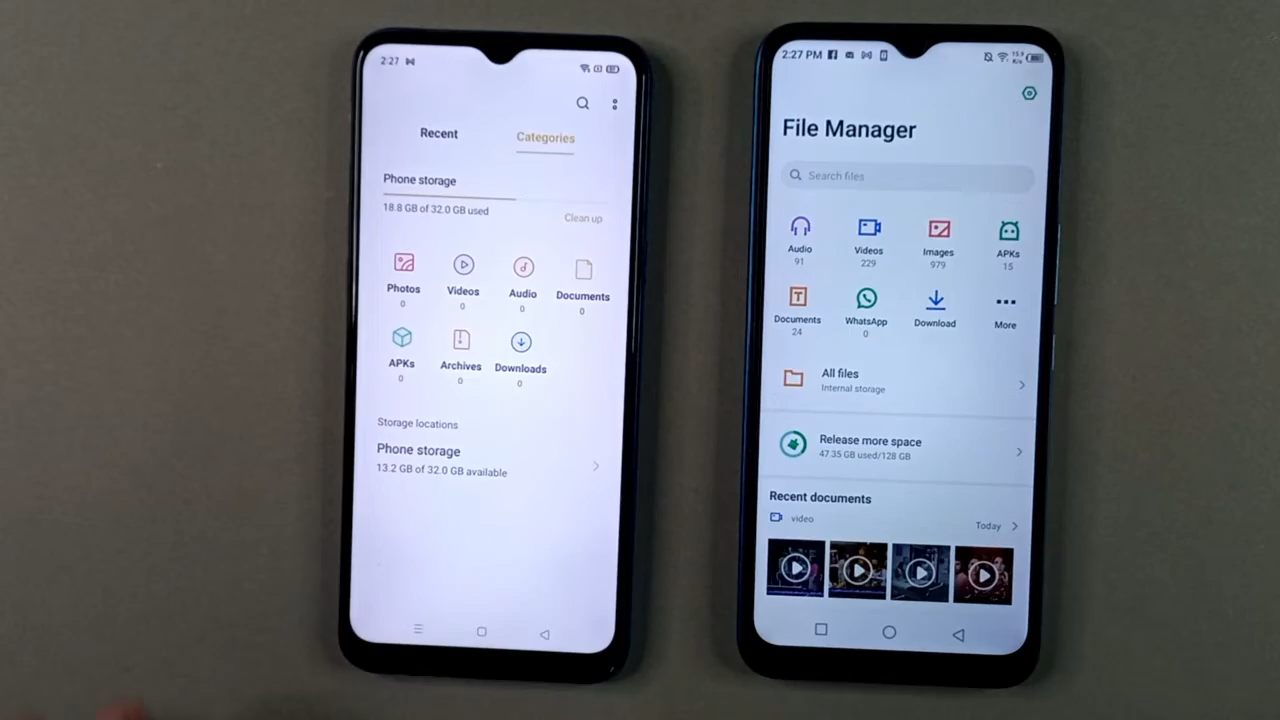 2:27
Recent
Categories
Phone storage
18.8 GB of 32.0 GB used
Clean up
Photos
Videos
Audio
Documents
0
0
0
0
APKs
Archives
Downloads
0
0
0
Storage locations
Phone storage
13.2 GB of 32.0 GB available
2:27 PM
15.9
K/s
File Manager
Search files
Audio
Videos
Images
APKs
91
229
979
15
Documents
WhatsApp
Download
More
24
0
All files
Internal storage
Release more space
47.35 GB used/128 GB
Recent documents
video
Today